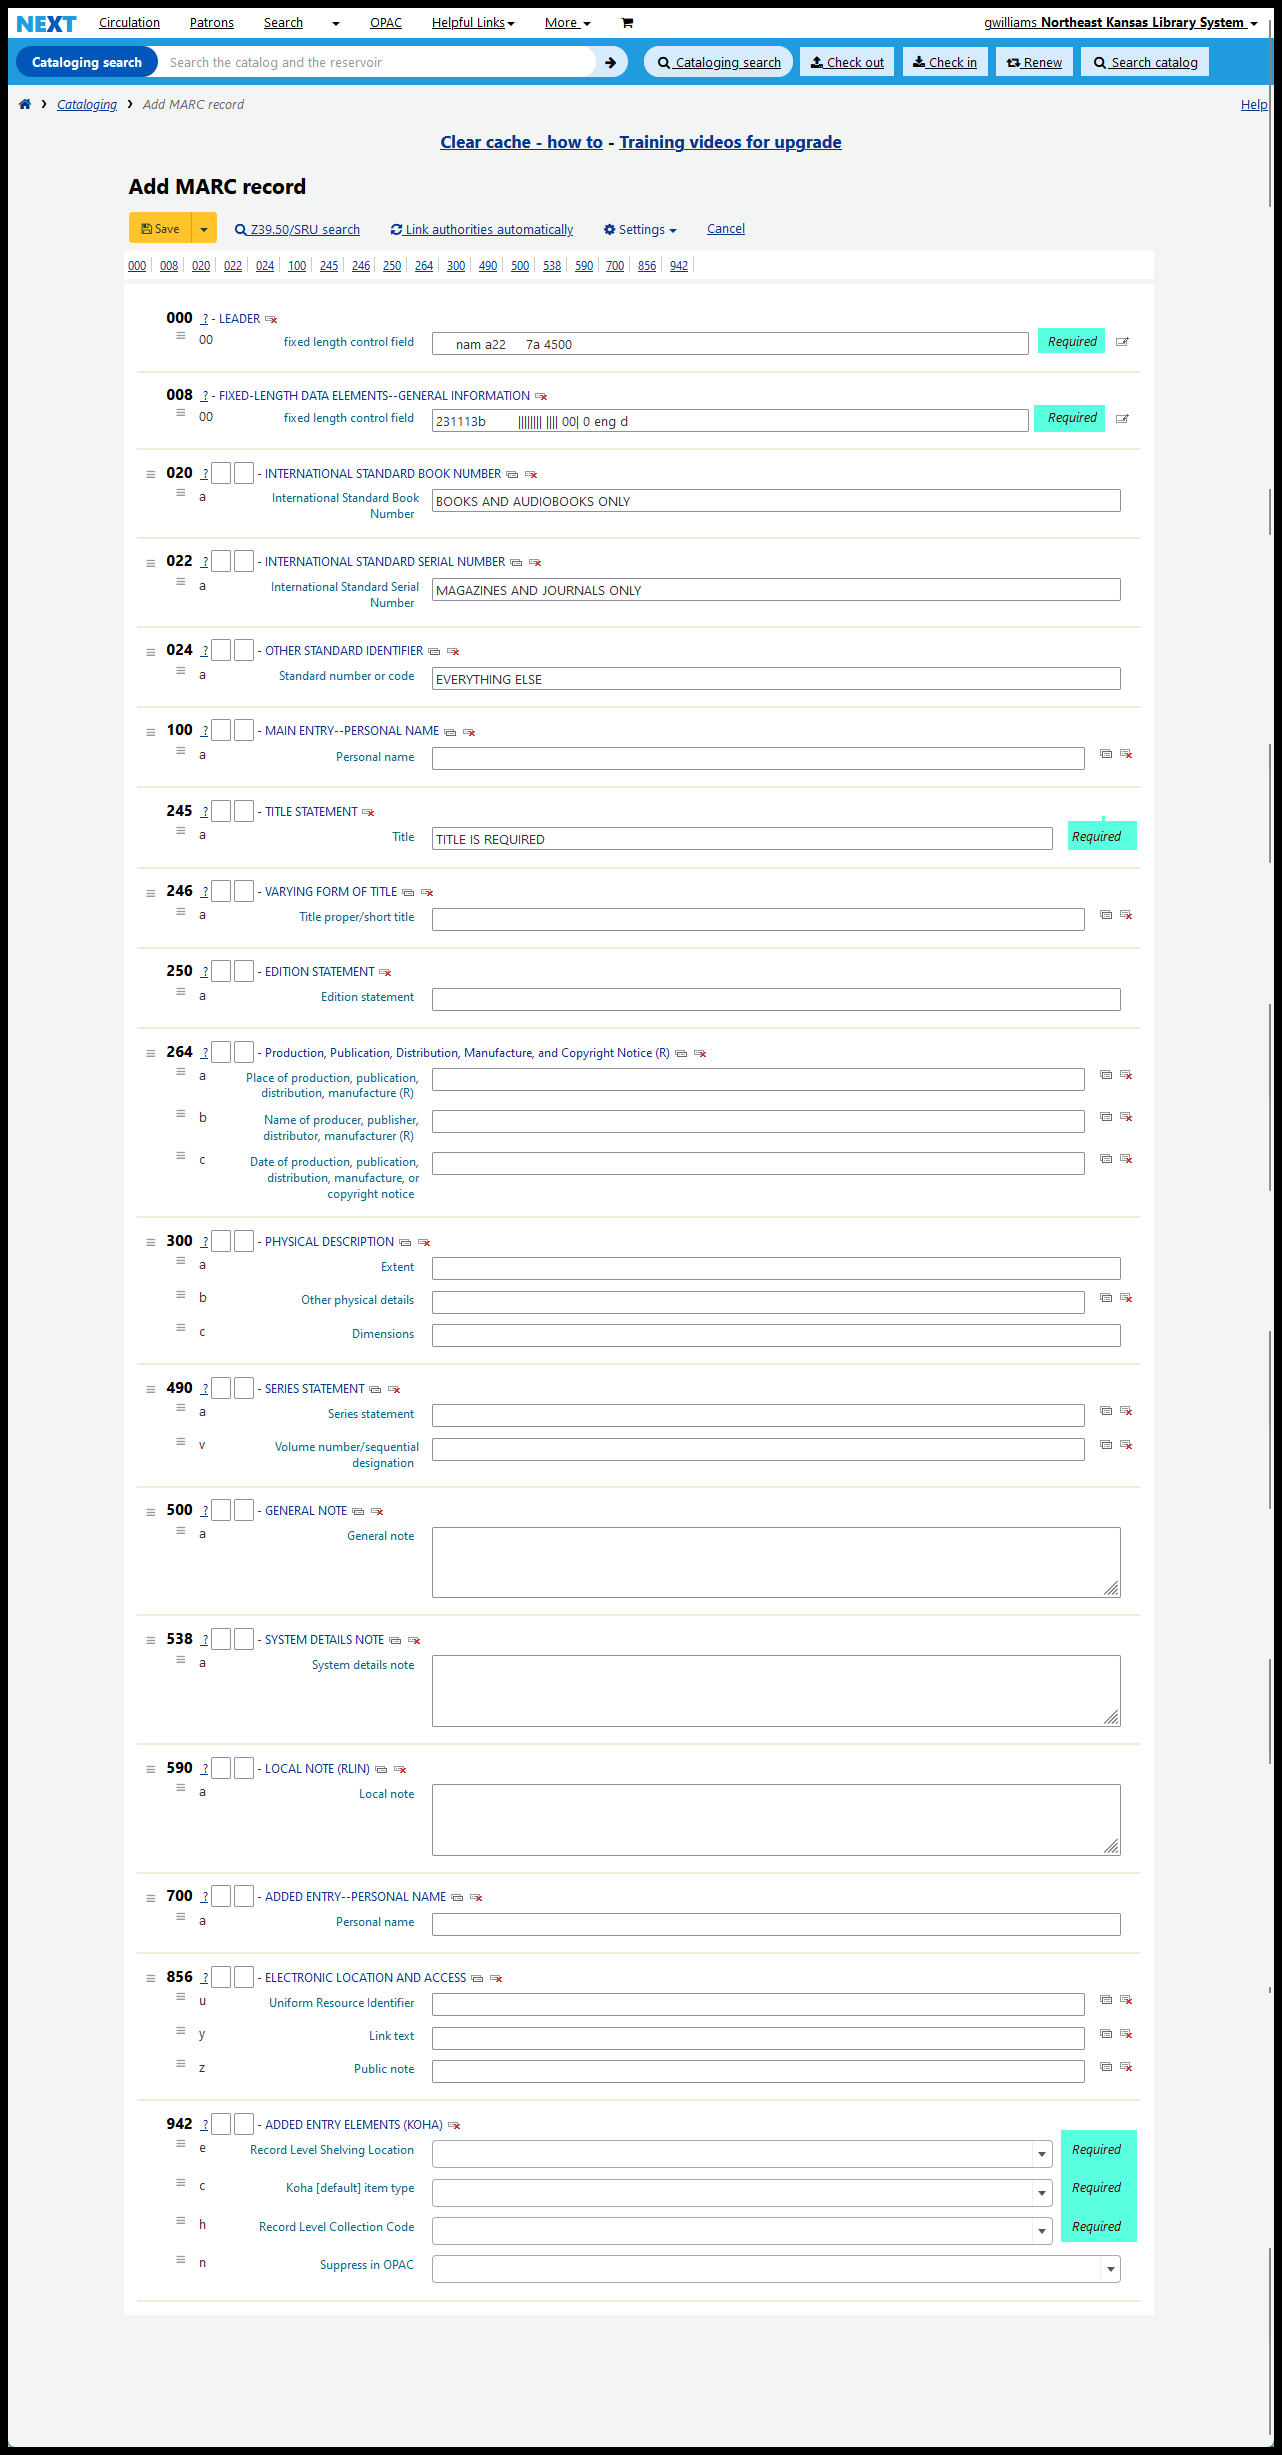 NEXT Circulation Patrons Search OPAC Helpful Links More gwilliams Northeast Kansas Library System
Cataloging search Search the catalog and the reservoir Cataloging search Check out Check in Renew Search catalog
Cataloging Add MARC record Help
Clear cache - how to - Training videos for upgrade
Add MARC record
Save Z39.50/SRU search Link authorities automatically Settings Cancel
000 008 020 022 024 100 245 246 250 264 300 490 500 538 590 700 856 942
000 ? - LEADER
00 fixed length control field nam a22 7a 4500 Required
008 ? - FIXED-LENGTH DATA ELEMENTS--GENERAL INFORMATION
00 fixed length control field 231113b |||||||| |||| 00| 0 eng d Required
020 ? - INTERNATIONAL STANDARD BOOK NUMBER
a International Standard Book BOOKS AND AUDIOBOOKS ONLY
Number
022 ? - INTERNATIONAL STANDARD SERIAL NUMBER
a International Standard Serial MAGAZINES AND JOURNALS ONLY
Number
024 ? - OTHER STANDARD IDENTIFIER
a Standard number or code EVERYTHING ELSE
100 ? - MAIN ENTRY--PERSONAL NAME
a Personal name
245 ? - TITLE STATEMENT
a Title TITLE IS REQUIRED Required
246 ? - VARYING FORM OF TITLE
a Title proper/short title
250 ? - EDITION STATEMENT
a Edition statement
264 ? - Production, Publication, Distribution, Manufacture, and Copyright Notice (R)
a Place of production, publication,
distribution, manufacture (R)
b Name of producer, publisher,
distributor, manufacturer (R)
c Date of production, publication,
distribution, manufacture, or
copyright notice
300 ? - PHYSICAL DESCRIPTION
a Extent
b Other physical details
c Dimensions
490 ? - SERIES STATEMENT
a Series statement
v Volume number/sequential
designation
500 ? - GENERAL NOTE
a General note
538 ? - SYSTEM DETAILS NOTE
a System details note
590 ? - LOCAL NOTE (RLIN)
a Local note
700 ? - ADDED ENTRY--PERSONAL NAME
a Personal name
856 ? - ELECTRONIC LOCATION AND ACCESS
u Uniform Resource Identifier
y Link text
z Public note
942 ? - ADDED ENTRY ELEMENTS (KOHA)
e Record Level Shelving Location Required
c Koha [default] item type Required
h Record Level Collection Code Required
n Suppress in OPAC